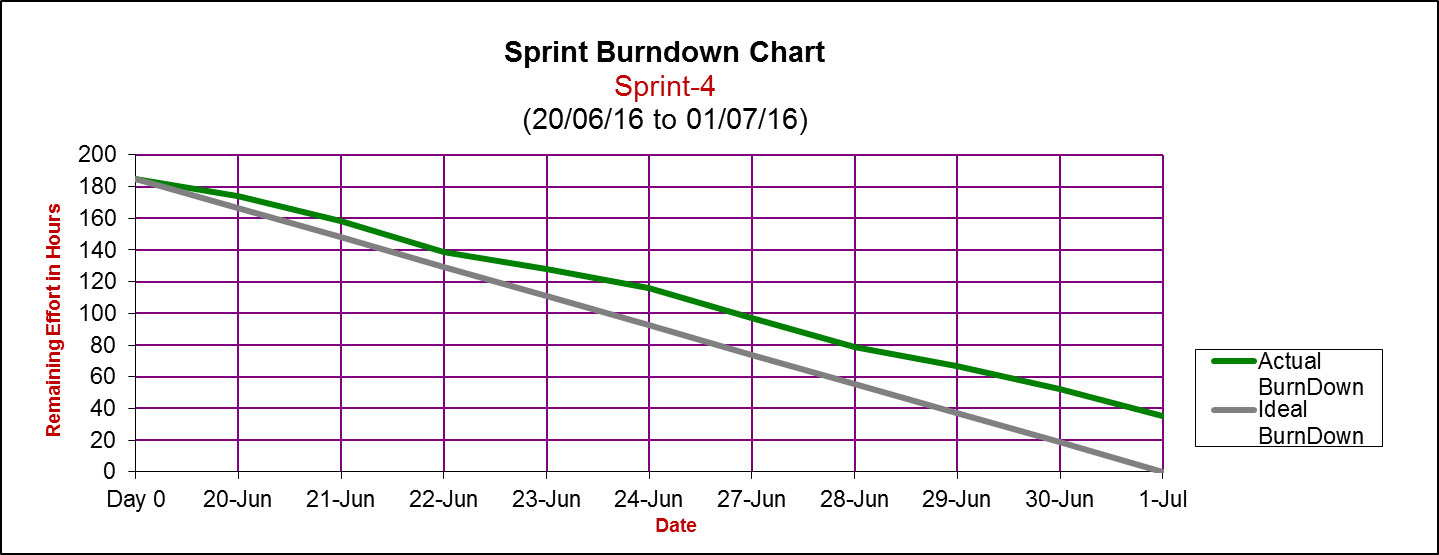 Sprint Burndown Chart
Sprint-4
(20/06/16 to 01/07/16)
Remaining Effort in Hours
200
180
160
140
120
100
80
60
40
20
0
Day 0 20-Jun 21-Jun 22-Jun 23-Jun 24-Jun 27-Jun 28-Jun 29-Jun 30-Jun 1-Jul
Date
Actual
BurnDown
Ideal
BurnDown